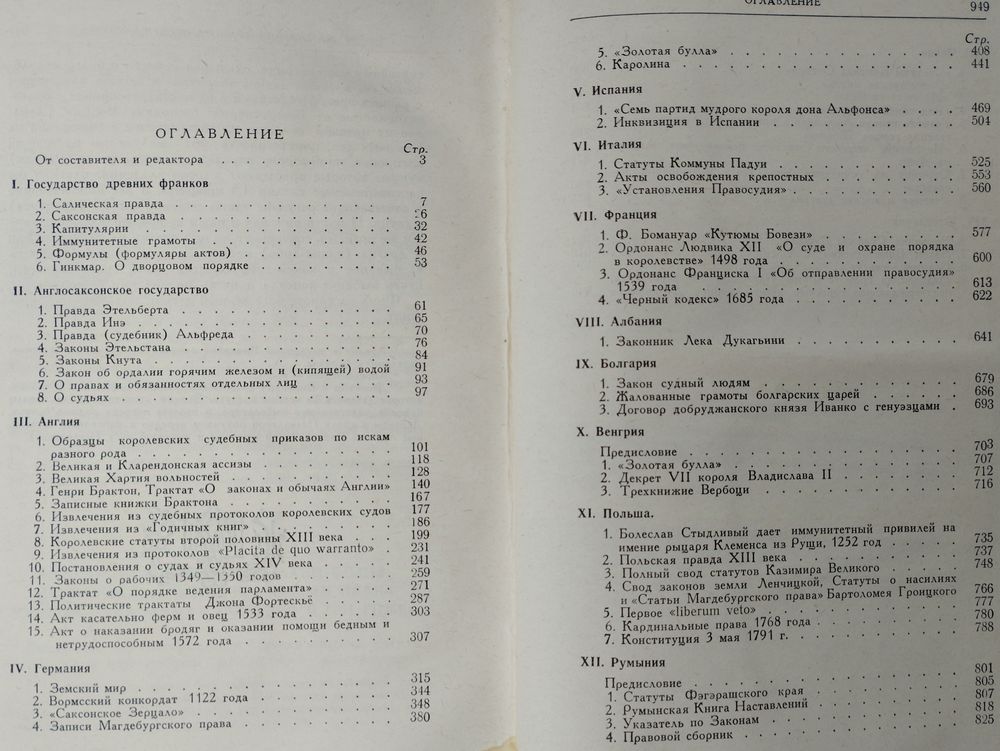 ОГЛАВЛЕНИЕ
Стр.
От составителя и редактора . . . . . . . . . . . 3
I. Государство древних франков
1. Салическая правда . . . . . . . . . . . 7
2. Саксонская правда . . . . . . . . . . . 26
3. Капитулярии . . . . . . . . . . . 32
4. Иммунитетные грамоты . . . . . . . . . . 42
5. Формулы (формуляры актов) . . . . . . . . . 46
6. Гинкмар. О дворцовом порядке . . . . . . . . 53
II. Англосаксонское государство
1. Правда Этельберта . . . . . . . . . . . 61
2. Правда Инэ . . . . . . . . . . . 65
3. Правда (судебник) Альфреда . . . . . . . . . 70
4. Законы Этельстана . . . . . . . . . . . 76
5. Законы Кнута . . . . . . . . . . . 84
6. Закон об ордалии горячим железом и (кипящей) водой 91
7. О правах и обязанностях отдельных лиц . . . . . 93
8. О судьях . . . . . . . . . . . 97
III. Англия
1. Образцы королевских судебных приказов по искам
разного рода . . . . . . . . . . . 101
2. Великая и Кларендонская ассизы . . . . . . . 118
3. Великая Хартия вольностей . . . . . . . . . 128
4. Генри Брактон, Трактат «О законах и обычаях Англии» 140
5. Записные книжки Брактона . . . . . . . . . 167
6. Извлечения из судебных протоколов королевских судов 177
7. Извлечения из «Годичных книг» . . . . . . . 186
8. Королевские статуты второй половины XIII века . . . 199
9. Извлечения из протоколов «Placita de quo warranto» . 231
10. Постановления о судах и судьях XIV века . . . . 241
11. Законы о рабочих 1349—1350 годов . . . . . . 259
12. Трактат «О порядке ведения парламента» . . . . 271
13. Политические трактаты Джона Фортескьё . . . . 287
14. Акт касательно ферм и овец 1533 года . . . . . 303
15. Акт о наказании бродяг и оказании помощи бедным и
нетрудоспособным 1572 года . . . . . . . . 307
IV. Германия
1. Земский мир . . . . . . . . . . . 315
2. Вормсский конкордат 1122 года . . . . . . . 344
3. «Саксонское Зерцало» . . . . . . . . . . 348
4. Записи Магдебургского права . . . . . . . . 380
ОГЛАВЛЕНИЕ 949
Стр.
5. «Золотая булла» . . . . . . . . . . . 408
6. Каролина . . . . . . . . . . . 441
V. Испания
1. «Семь партид мудрого короля дона Альфонса» . . . . 469
2. Инквизиция в Испании . . . . . . . . . . 504
VI. Италия
1. Статуты Коммуны Падуи . . . . . . . . . . 525
2. Акты освобождения крепостных . . . . . . . . 553
3. «Установления Правосудия» . . . . . . . . . 560
VII. Франция
1. Ф. Бомануар «Кутюмы Бовези» . . . . . . . . 577
2. Ордонанс Людвика XII «О суде и охране порядка
в королевстве» 1498 года . . . . . . . . . 600
3. Ордонанс Франциска I «Об отправлении правосудия»
1539 года . . . . . . . . . . . 613
4. «Черный кодекс» 1685 года . . . . . . . . . 622
VIII. Албания
1. Законник Лека Дукагьини . . . . . . . . . 641
IX. Болгария
1. Закон судный людям . . . . . . . . . . 679
2. Жалованные грамоты болгарских царей . . . . . 686
3. Договор добруджанского князя Иванко с генуэзцами . 693
X. Венгрия
Предисловие . . . . . . . . . . . 703
1. «Золотая булла» . . . . . . . . . . . 707
2. Декрет VII короля Владислава II . . . . . . . 712
3. Трехкнижие Вербоци . . . . . . . . . . 716
XI. Польша.
1. Болеслав Стыдливый дает иммунитетный привилей на
имение рыцаря Клеменса из Рущи, 1252 год . . . . 735
2. Польская правда XIII века . . . . . . . . . 737
3. Полный свод статутов Казимира Великого . . . . . 748
4. Свод законов земли Ленчицкой, Статуты о насилиях
и «Статьи Магдебургского права» Бартоломея Гроицкого 766
5. Первое «liberum veto» . . . . . . . . . . 777
6. Кардинальные права 1768 года . . . . . . . . 780
7. Конституция 3 мая 1791 г. . . . . . . . . . 788
XII. Румыния
Предисловие . . . . . . . . . . . 801
1. Статуты Фэгэрашского края . . . . . . . . 805
2. Румынская Книга Наставлений . . . . . . . . 807
3. Указатель по Законам . . . . . . . . . . 818
4. Правовой сборник . . . . . . . . . . . 825